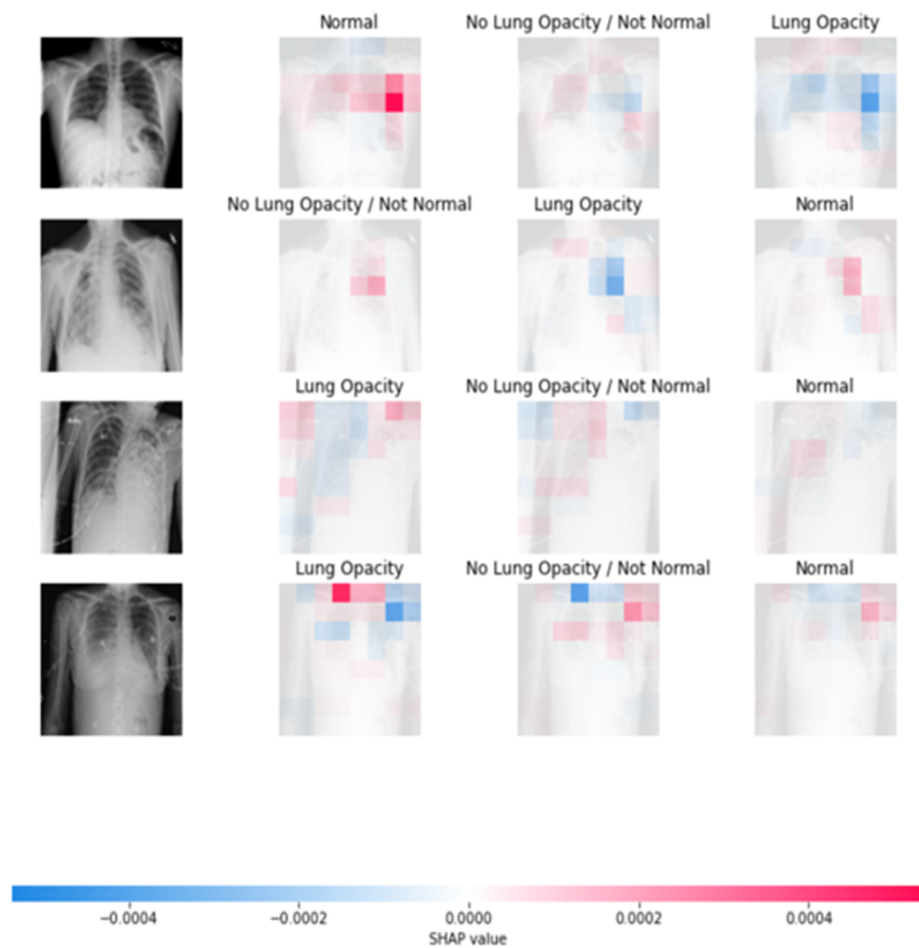 Normal
No Lung Opacity / Not Normal
Lung Opacity
No Lung Opacity / Not Normal
Lung Opacity
Normal
Lung Opacity
No Lung Opacity / Not Normal
Normal
Lung Opacity
No Lung Opacity / Not Normal
Normal
−0.0004
−0.0002
0.0000
0.0002
0.0004
SHAP value